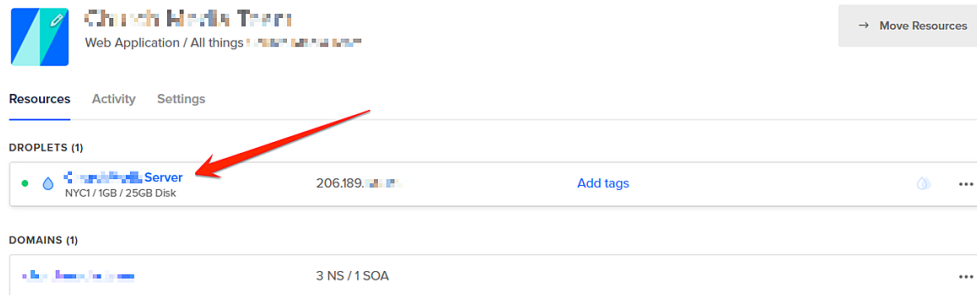 Web Application / All things
→ Move Resources
Resources Activity Settings
DROPLETS (1)
Server 206.189. Add tags
NYC1 / 1GB / 25GB Disk
DOMAINS (1)
3 NS / 1 SOA